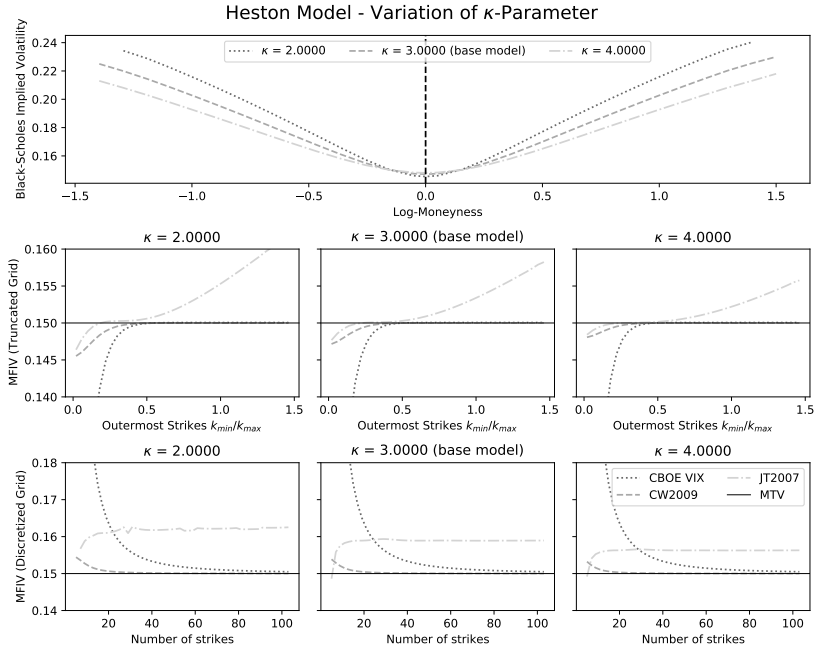 Heston Model - Variation of κ-Parameter
κ = 2.0000 κ = 3.0000 (base model) κ = 4.0000
Black-Scholes Implied Volatility
0.24
0.22
0.20
0.18
0.16
−1.5 −1.0 −0.5 0.0 0.5 1.0 1.5
Log-Moneyness
κ = 2.0000 κ = 3.0000 (base model) κ = 4.0000
MFIV (Truncated Grid)
0.160
0.155
0.150
0.145
0.140
0.0 0.5 1.0 1.5 0.0 0.5 1.0 1.5 0.0 0.5 1.0 1.5
Outermost Strikes kmin/kmax Outermost Strikes kmin/kmax Outermost Strikes kmin/kmax
κ = 2.0000 κ = 3.0000 (base model) κ = 4.0000
MFIV (Discretized Grid)
0.18
0.17
0.16
0.15
0.14
CBOE VIX JT2007
CW2009 MTV
20 40 60 80 100 20 40 60 80 100 20 40 60 80 100
Number of strikes Number of strikes Number of strikes